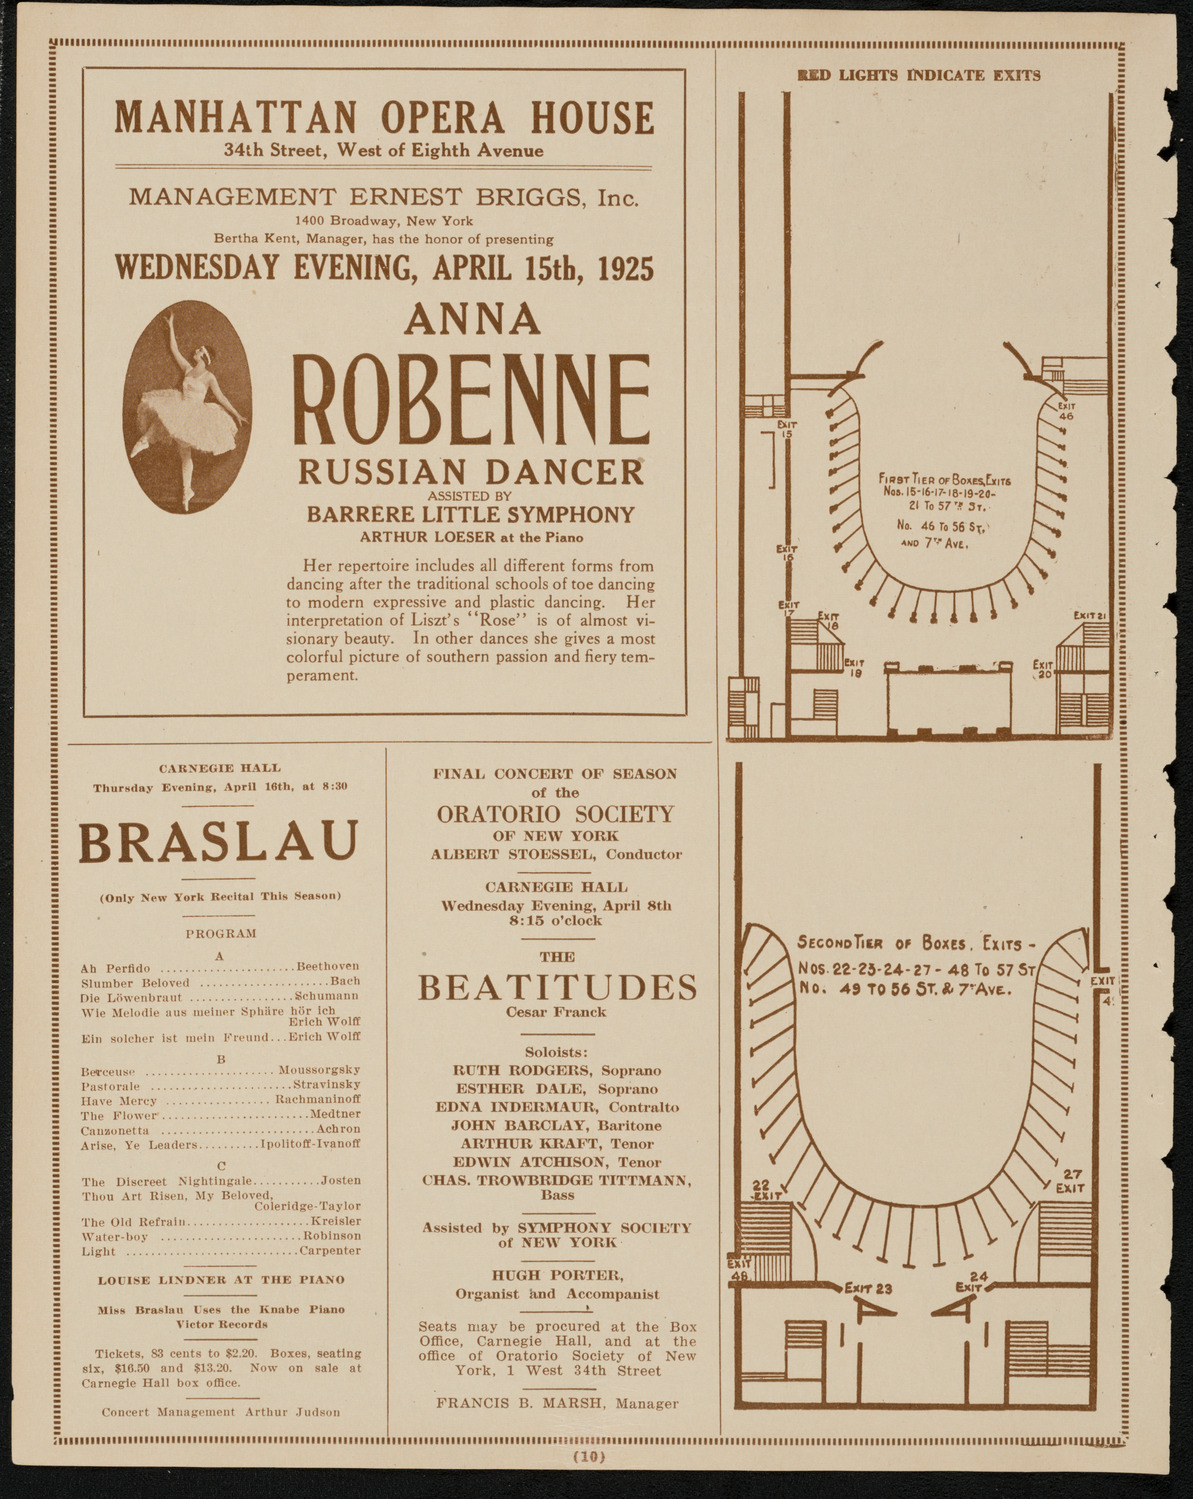 MANHATTAN OPERA HOUSE
34th Street, West of Eighth Avenue
MANAGEMENT ERNEST BRIGGS, Inc.
1400 Broadway, New York
Bertha Kent, Manager, has the honor of presenting
WEDNESDAY EVENING, APRIL 15th, 1925
ANNA
ROBENNE
RUSSIAN DANCER
ASSISTED BY
BARRERE LITTLE SYMPHONY
ARTHUR LOESER at the Piano
Her repertoire includes all different forms from
dancing after the traditional schools of toe dancing
to modern expressive and plastic dancing. Her
interpretation of Liszt's "Rose" is of almost vi-
sionary beauty. In other dances she gives a most
colorful picture of southern passion and fiery tem-
perament.
CARNEGIE HALL
Thursday Evening, April 16th, at 8:30
BRASLAU
(Only New York Recital This Season)
PROGRAM
A
Ah Perfido ......................Beethoven
Slumber Beloved .....................Bach
Die Löwenbraut .................Schumann
Wie Melodie aus meiner Sphäre hör ich
Erich Wolff
Ein solcher ist mein Freund...Erich Wolff
B
Berceuse ..................... Moussorgsky
Pastorale .......................Stravinsky
Have Mercy ................. Rachmaninoff
The Flower........................Medtner
Canzonetta .........................Achron
Arise, Ye Leaders..........Ipolitoff-Ivanoff
C
The Discreet Nightingale...........Josten
Thou Art Risen, My Beloved,
Coleridge-Taylor
The Old Refrain....................Kreisler
Water-boy .......................Robinson
Light ............................Carpenter
LOUISE LINDNER AT THE PIANO
Miss Braslau Uses the Knabe Piano
Victor Records
Tickets, 83 cents to $2.20. Boxes, seating
six, $16.50 and $13.20. Now on sale at
Carnegie Hall box office.
Concert Management Arthur Judson
FINAL CONCERT OF SEASON
of the
ORATORIO SOCIETY
OF NEW YORK
ALBERT STOESSEL, Conductor
CARNEGIE HALL
Wednesday Evening, April 8th
8:15 o'clock
THE
BEATITUDES
Cesar Franck
Soloists:
RUTH RODGERS, Soprano
ESTHER DALE, Soprano
EDNA INDERMAUR, Contralto
JOHN BARCLAY, Baritone
ARTHUR KRAFT, Tenor
EDWIN ATCHISON, Tenor
CHAS. TROWBRIDGE TITTMANN,
Bass
Assisted by SYMPHONY SOCIETY
of NEW YORK
HUGH PORTER,
Organist and Accompanist
Seats may be procured at the Box
Office, Carnegie Hall, and at the
office of Oratorio Society of New
York, 1 West 34th Street
FRANCIS B. MARSH, Manager
RED LIGHTS INDICATE EXITS
EXIT
46
EXIT
15
FIRST TIER OF BOXES, EXITS
Nos. 15-16-17-18-19-20-
21 To 57TH ST.
No. 46 To 56 ST,
AND 7TH AVE.
EXIT
16
EXIT
17
EXIT
18
EXIT 21
EXIT
19
EXIT
20
SECOND TIER OF BOXES. EXITS -
NOS. 22-23-24-27 - 48 To 57 ST
No. 49 TO 56 ST. & 7TH AVE.
EXIT
27
EXIT
22
EXIT
EXIT
48
EXIT 23
24
EXIT
(10)